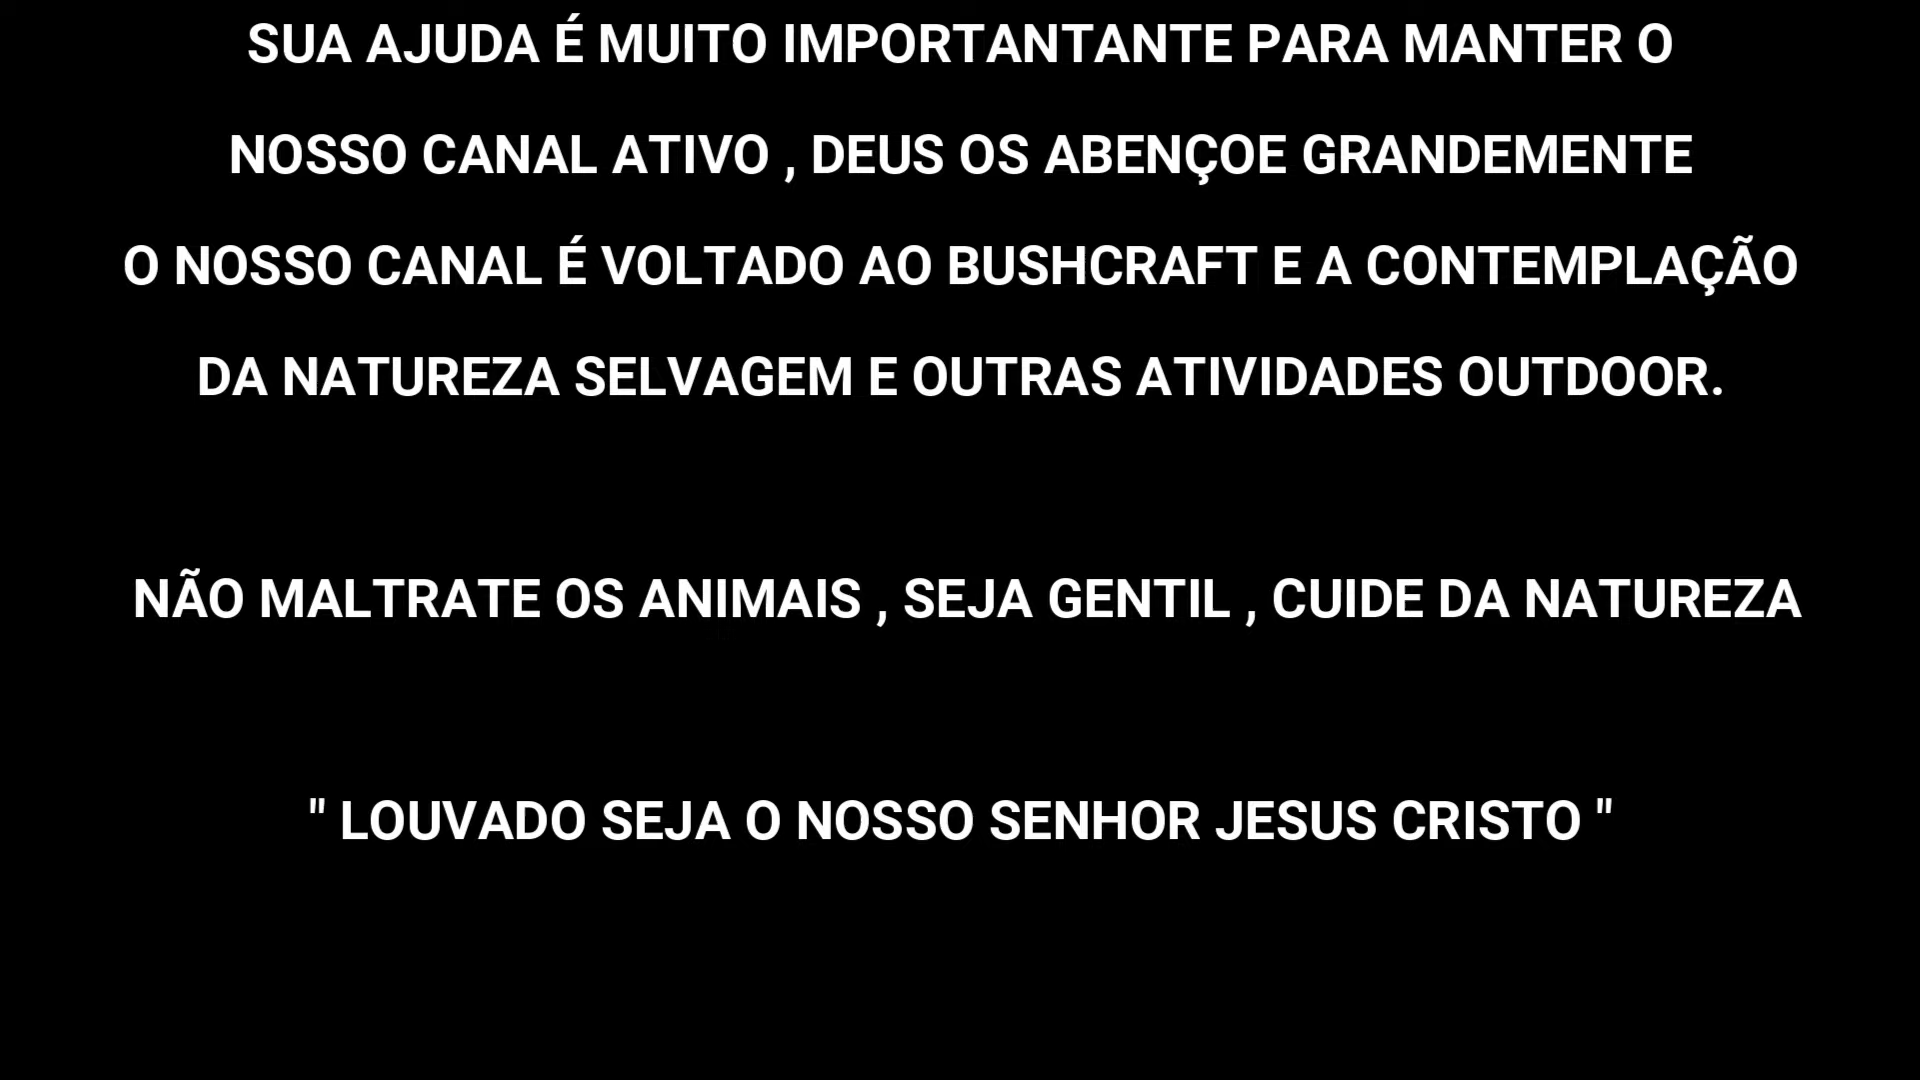 SUA AJUDA É MUITO IMPORTANTANTE PARA MANTER O
NOSSO CANAL ATIVO , DEUS OS ABENÇOE GRANDEMENTE
O NOSSO CANAL É VOLTADO AO BUSHCRAFT E A CONTEMPLAÇÃO
DA NATUREZA SELVAGEM E OUTRAS ATIVIDADES OUTDOOR.
NÃO MALTRATE OS ANIMAIS , SEJA GENTIL , CUIDE DA NATUREZA
" LOUVADO SEJA O NOSSO SENHOR JESUS CRISTO "